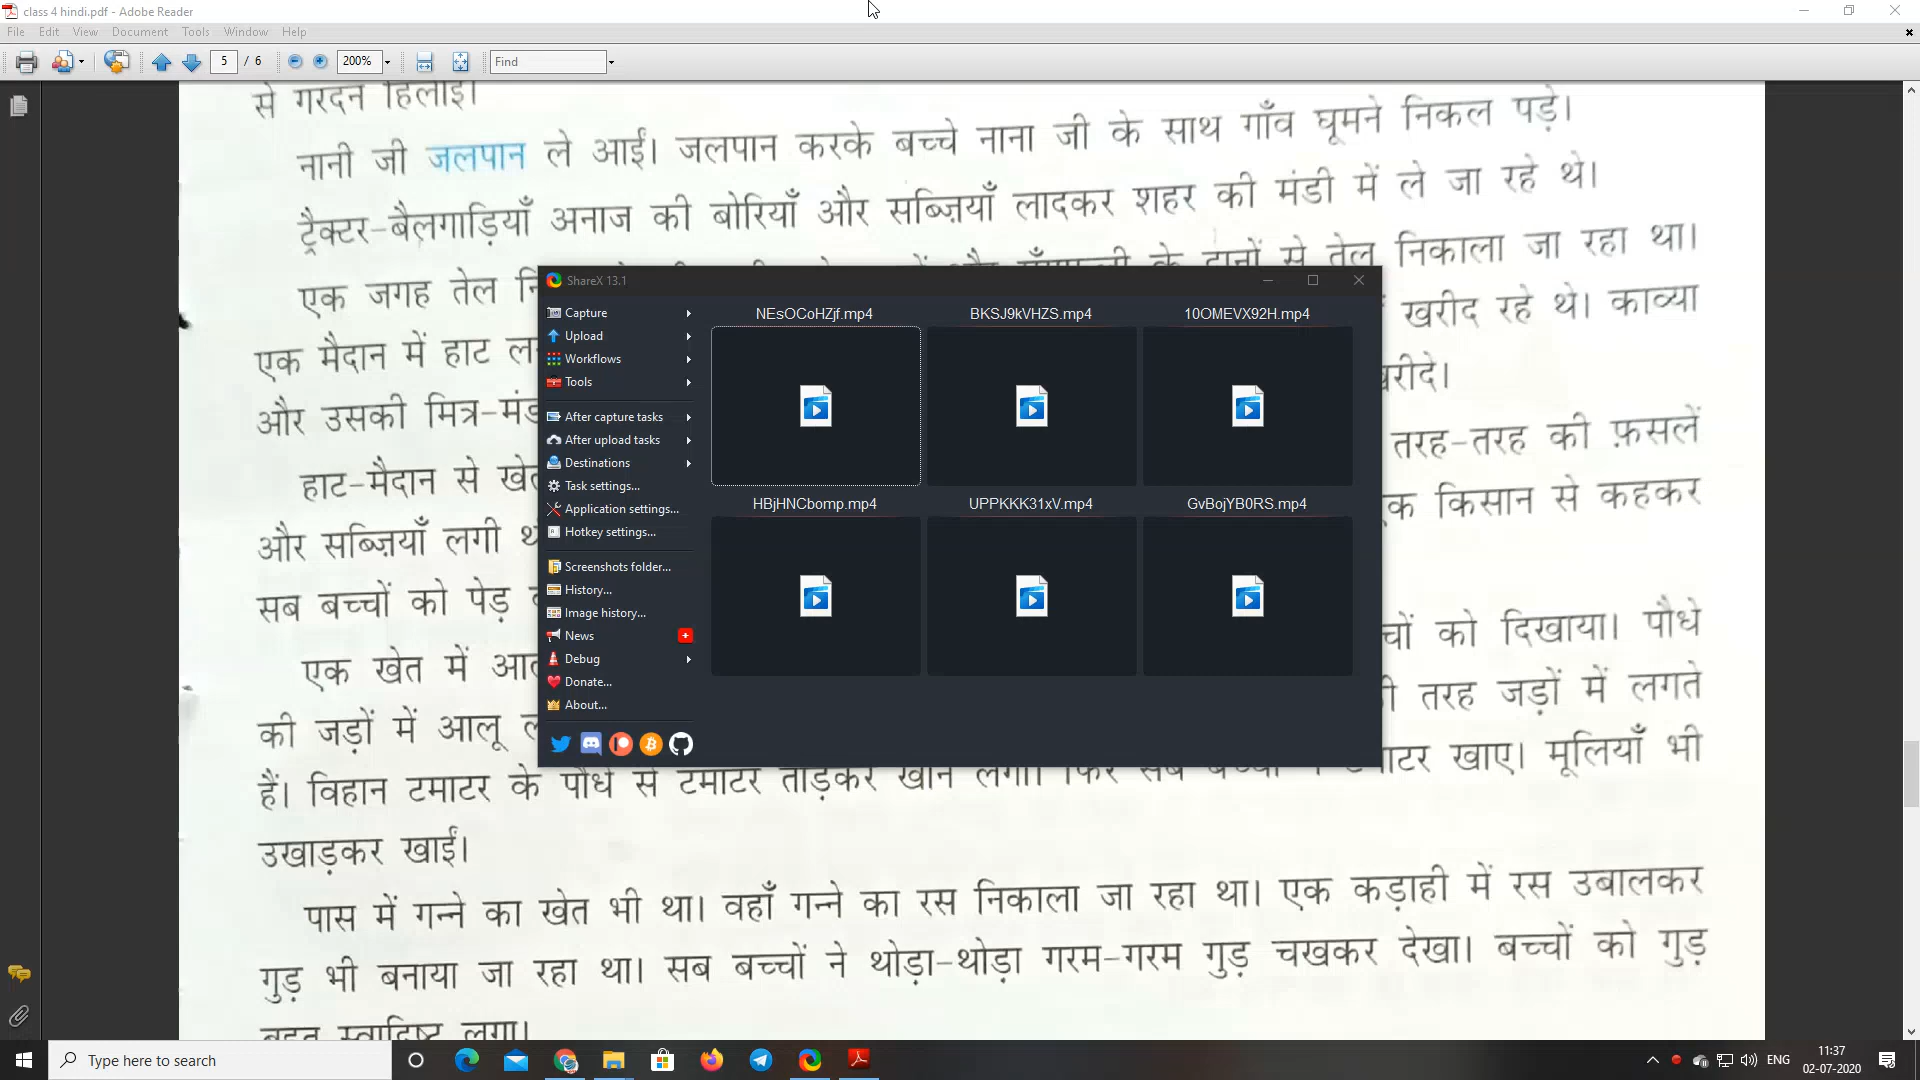 class 4 hindi.pdf - Adobe Reader
File Edit View Document Tools Window Help
5 / 6 200% Find
से गरदन हिलाई।
नानी जी जलपान ले आईं। जलपान करके बच्चे नाना जी के साथ गाँव घूमने निकल पड़े।
ट्रैक्टर-बैलगाड़ियाँ अनाज की बोरियाँ और सब्ज़ियाँ लादकर शहर की मंडी में ले जा रहे थे।
एक जगह तेल के दानों से तेल निकाला जा रहा था।
एक मैदान में हाट खरीद रहे थे। काव्या
और उसकी मित्र-मंड
हाट-मैदान से तरह-तरह की फ़सलें
और सब्ज़ियाँ लगी किसान से कहकर
सब बच्चों को पेड़
एक खेत में को दिखाया। पौधे
की जड़ों में आलू तरह जड़ों में लगते
हैं। विहान टमाटर के पौधे से टमाटर तोड़कर खाने लगा। फिर सब खाए। मूलियाँ भी
उखाड़कर खाईं।
पास में गन्ने का खेत भी था। वहाँ गन्ने का रस निकाला जा रहा था। एक कड़ाही में रस उबालकर
गुड़ भी बनाया जा रहा था। सब बच्चों ने थोड़ा-थोड़ा गरम-गरम गुड़ चखकर देखा। बच्चों को गुड़
बहुत स्वादिष्ट लगा।
ShareX 13.1
Capture
Upload
Workflows
Tools
After capture tasks
After upload tasks
Destinations
Task settings...
Application settings...
Hotkey settings...
Screenshots folder...
History...
Image history...
News
Debug
Donate...
About...
NEsOCoHZjf.mp4 BKSJ9kVHZS.mp4 10OMEVX92H.mp4
HBjHNCbomp.mp4 UPPKKK31xV.mp4 GvBojYB0RS.mp4
Type here to search
ENG
11:37
02-07-2020